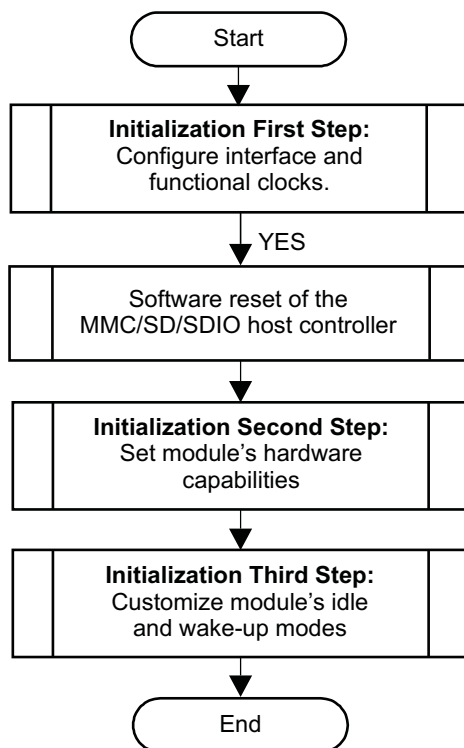 Start
Initialization First Step:
Configure interface and
functional clocks.
YES
Software reset of the
MMC/SD/SDIO host controller
Initialization Second Step:
Set module's hardware
capabilities
Initialization Third Step:
Customize module's idle
and wake-up modes
End